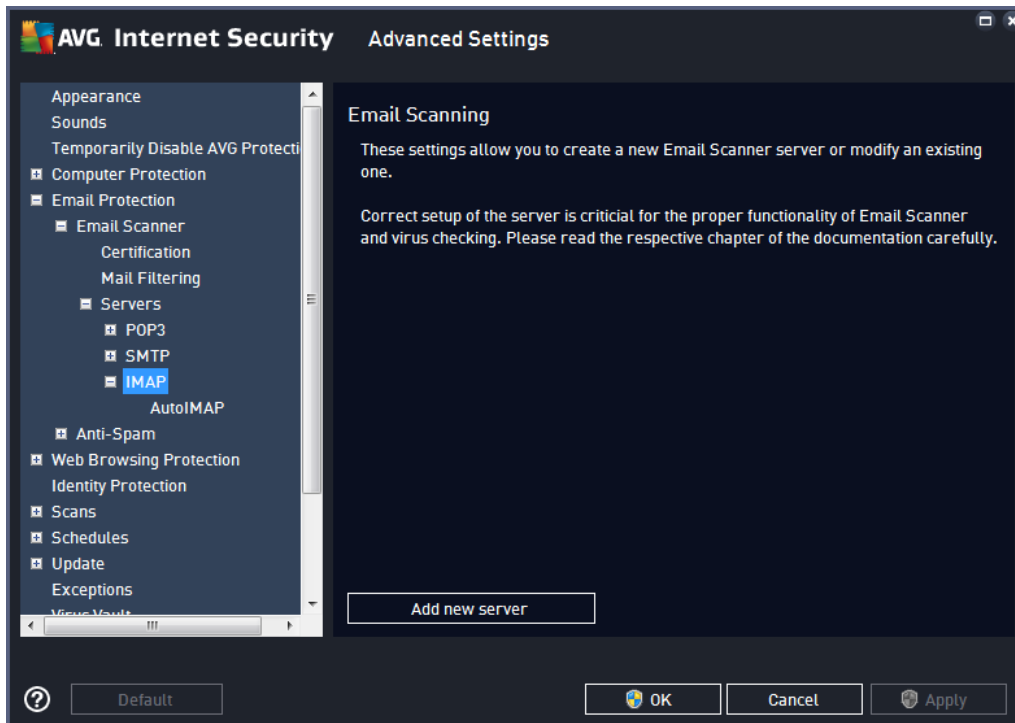 AVG Internet Security Advanced Settings
Appearance
Sounds
Temporarily Disable AVG Protecti
Computer Protection
Email Protection
Email Scanner
Certification
Mail Filtering
Servers
POP3
SMTP
IMAP
AutoIMAP
Anti-Spam
Web Browsing Protection
Identity Protection
Scans
Schedules
Update
Exceptions
Virus Vault
Email Scanning
These settings allow you to create a new Email Scanner server or modify an existing
one.
Correct setup of the server is criticial for the proper functionality of Email Scanner
and virus checking. Please read the respective chapter of the documentation carefully.
Add new server
Default
OK
Cancel
Apply